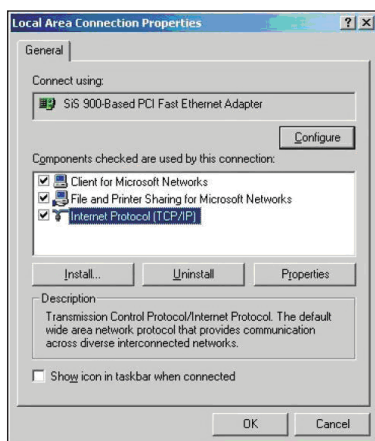 Local Area Connection Properties
General
Connect using:
SiS 900-Based PCI Fast Ethernet Adapter
Configure
Components checked are used by this connection:
Client for Microsoft Networks
File and Printer Sharing for Microsoft Networks
Internet Protocol (TCP/IP)
Install...
Uninstall
Properties
Description
Transmission Control Protocol/Internet Protocol. The default
wide area network protocol that provides communication
across diverse interconnected networks.
Show icon in taskbar when connected
OK
Cancel